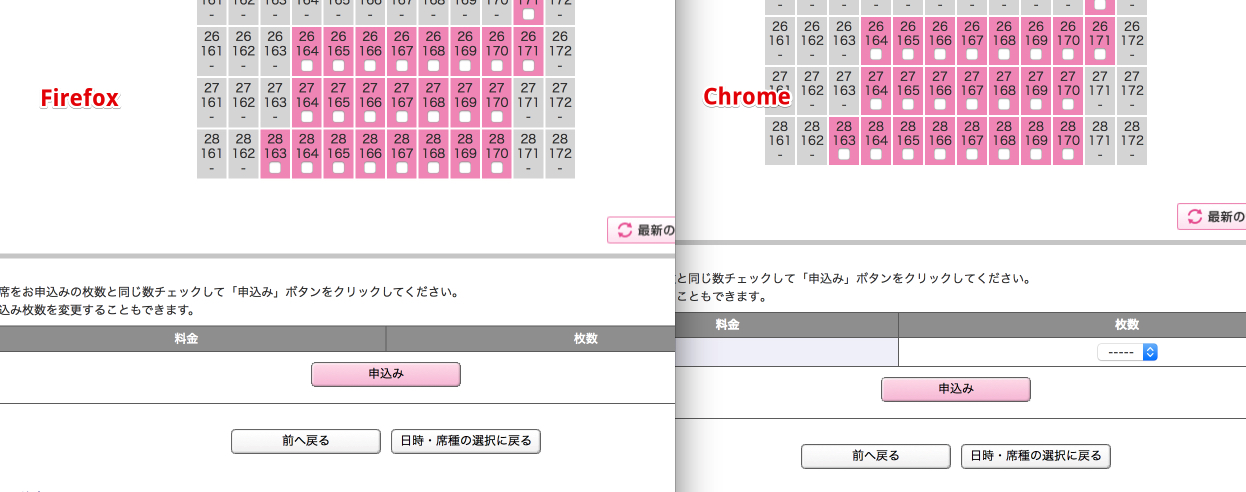 161 162 163 164 165 166 167 168 169 170 171 172
- - - - - - - - - - -
26 26 26 26 26 26 26 26 26 26 26 26
161 162 163 164 165 166 167 168 169 170 171 172
- - - -
27 27 27 27 27 27 27 27 27 27 27 27
161 162 163 164 165 166 167 168 169 170 171 172
- - - - -
28 28 28 28 28 28 28 28 28 28 28 28
161 162 163 164 165 166 167 168 169 170 171 172
- - - -
Firefox
最新の
席をお申込みの枚数と同じ数チェックして「申込み」ボタンをクリックしてください。
込み枚数を変更することもできます。
料金 枚数
申込み
前へ戻る 日時・席種の選択に戻る
- - - - - - - - - - -
26 26 26 26 26 26 26 26 26 26 26 26
161 162 163 164 165 166 167 168 169 170 171 172
- - - -
27 27 27 27 27 27 27 27 27 27 27 27
161 162 163 164 165 166 167 168 169 170 171 172
- - - - -
28 28 28 28 28 28 28 28 28 28 28 28
161 162 163 164 165 166 167 168 169 170 171 172
- - - -
Chrome
最新の
と同じ数チェックして「申込み」ボタンをクリックしてください。
こともできます。
料金 枚数
-----
申込み
前へ戻る 日時・席種の選択に戻る